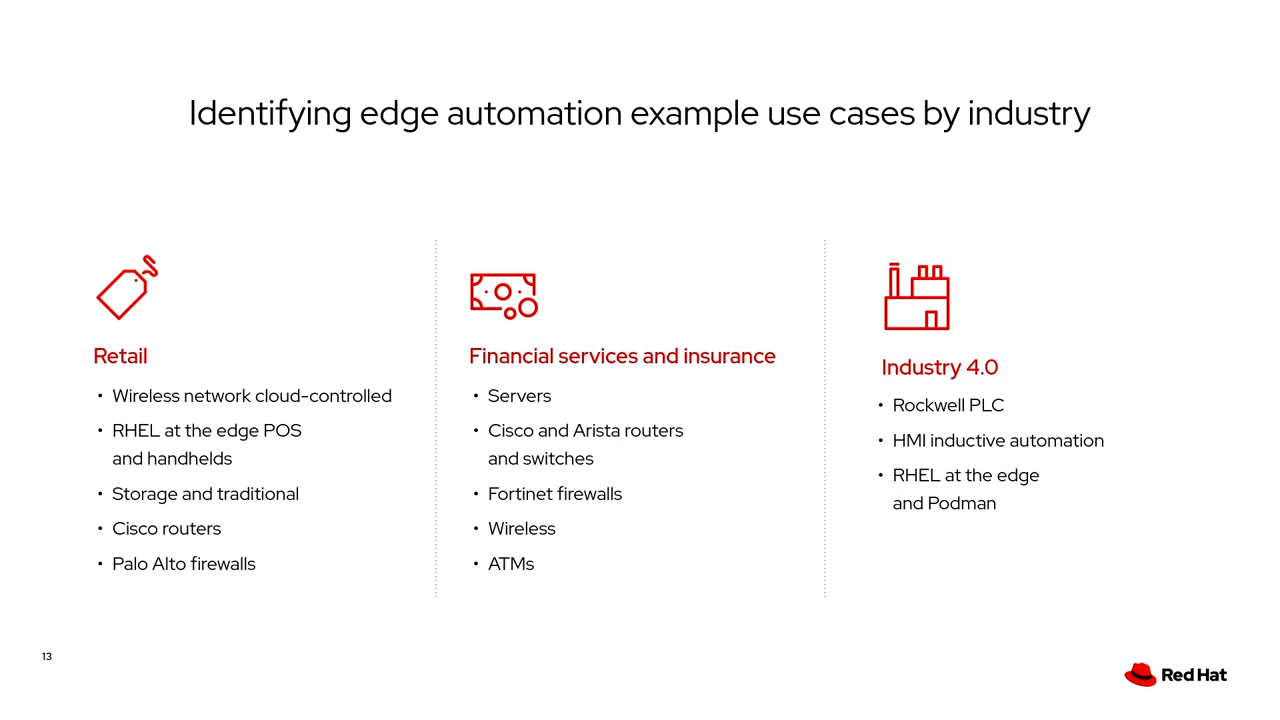 Identifying edge automation example use cases by industry
Retail
• Wireless network cloud-controlled
• RHEL at the edge POS
and handhelds
• Storage and traditional
• Cisco routers
• Palo Alto firewalls
Financial services and insurance
• Servers
• Cisco and Arista routers
and switches
• Fortinet firewalls
• Wireless
• ATMs
Industry 4.0
• Rockwell PLC
• HMI inductive automation
• RHEL at the edge
and Podman
13
Red Hat